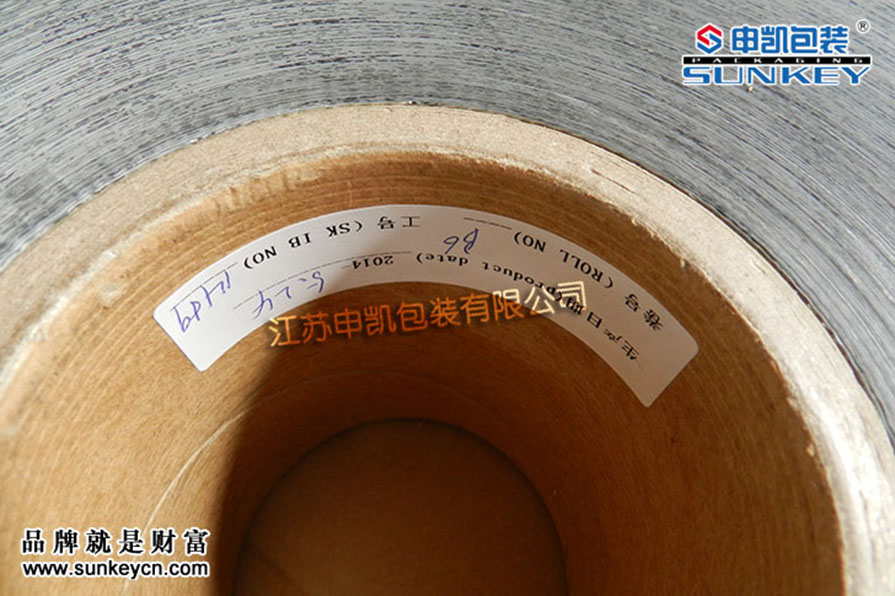 申凯包装®
PACKAGING
SUNKEY
卷号 (ROLL NO) B6 工号 (SK IB NO)
生产日期 (product date) 2014- 5.24
江苏申凯包装有限公司
品牌就是财富
www.sunkeycn.com